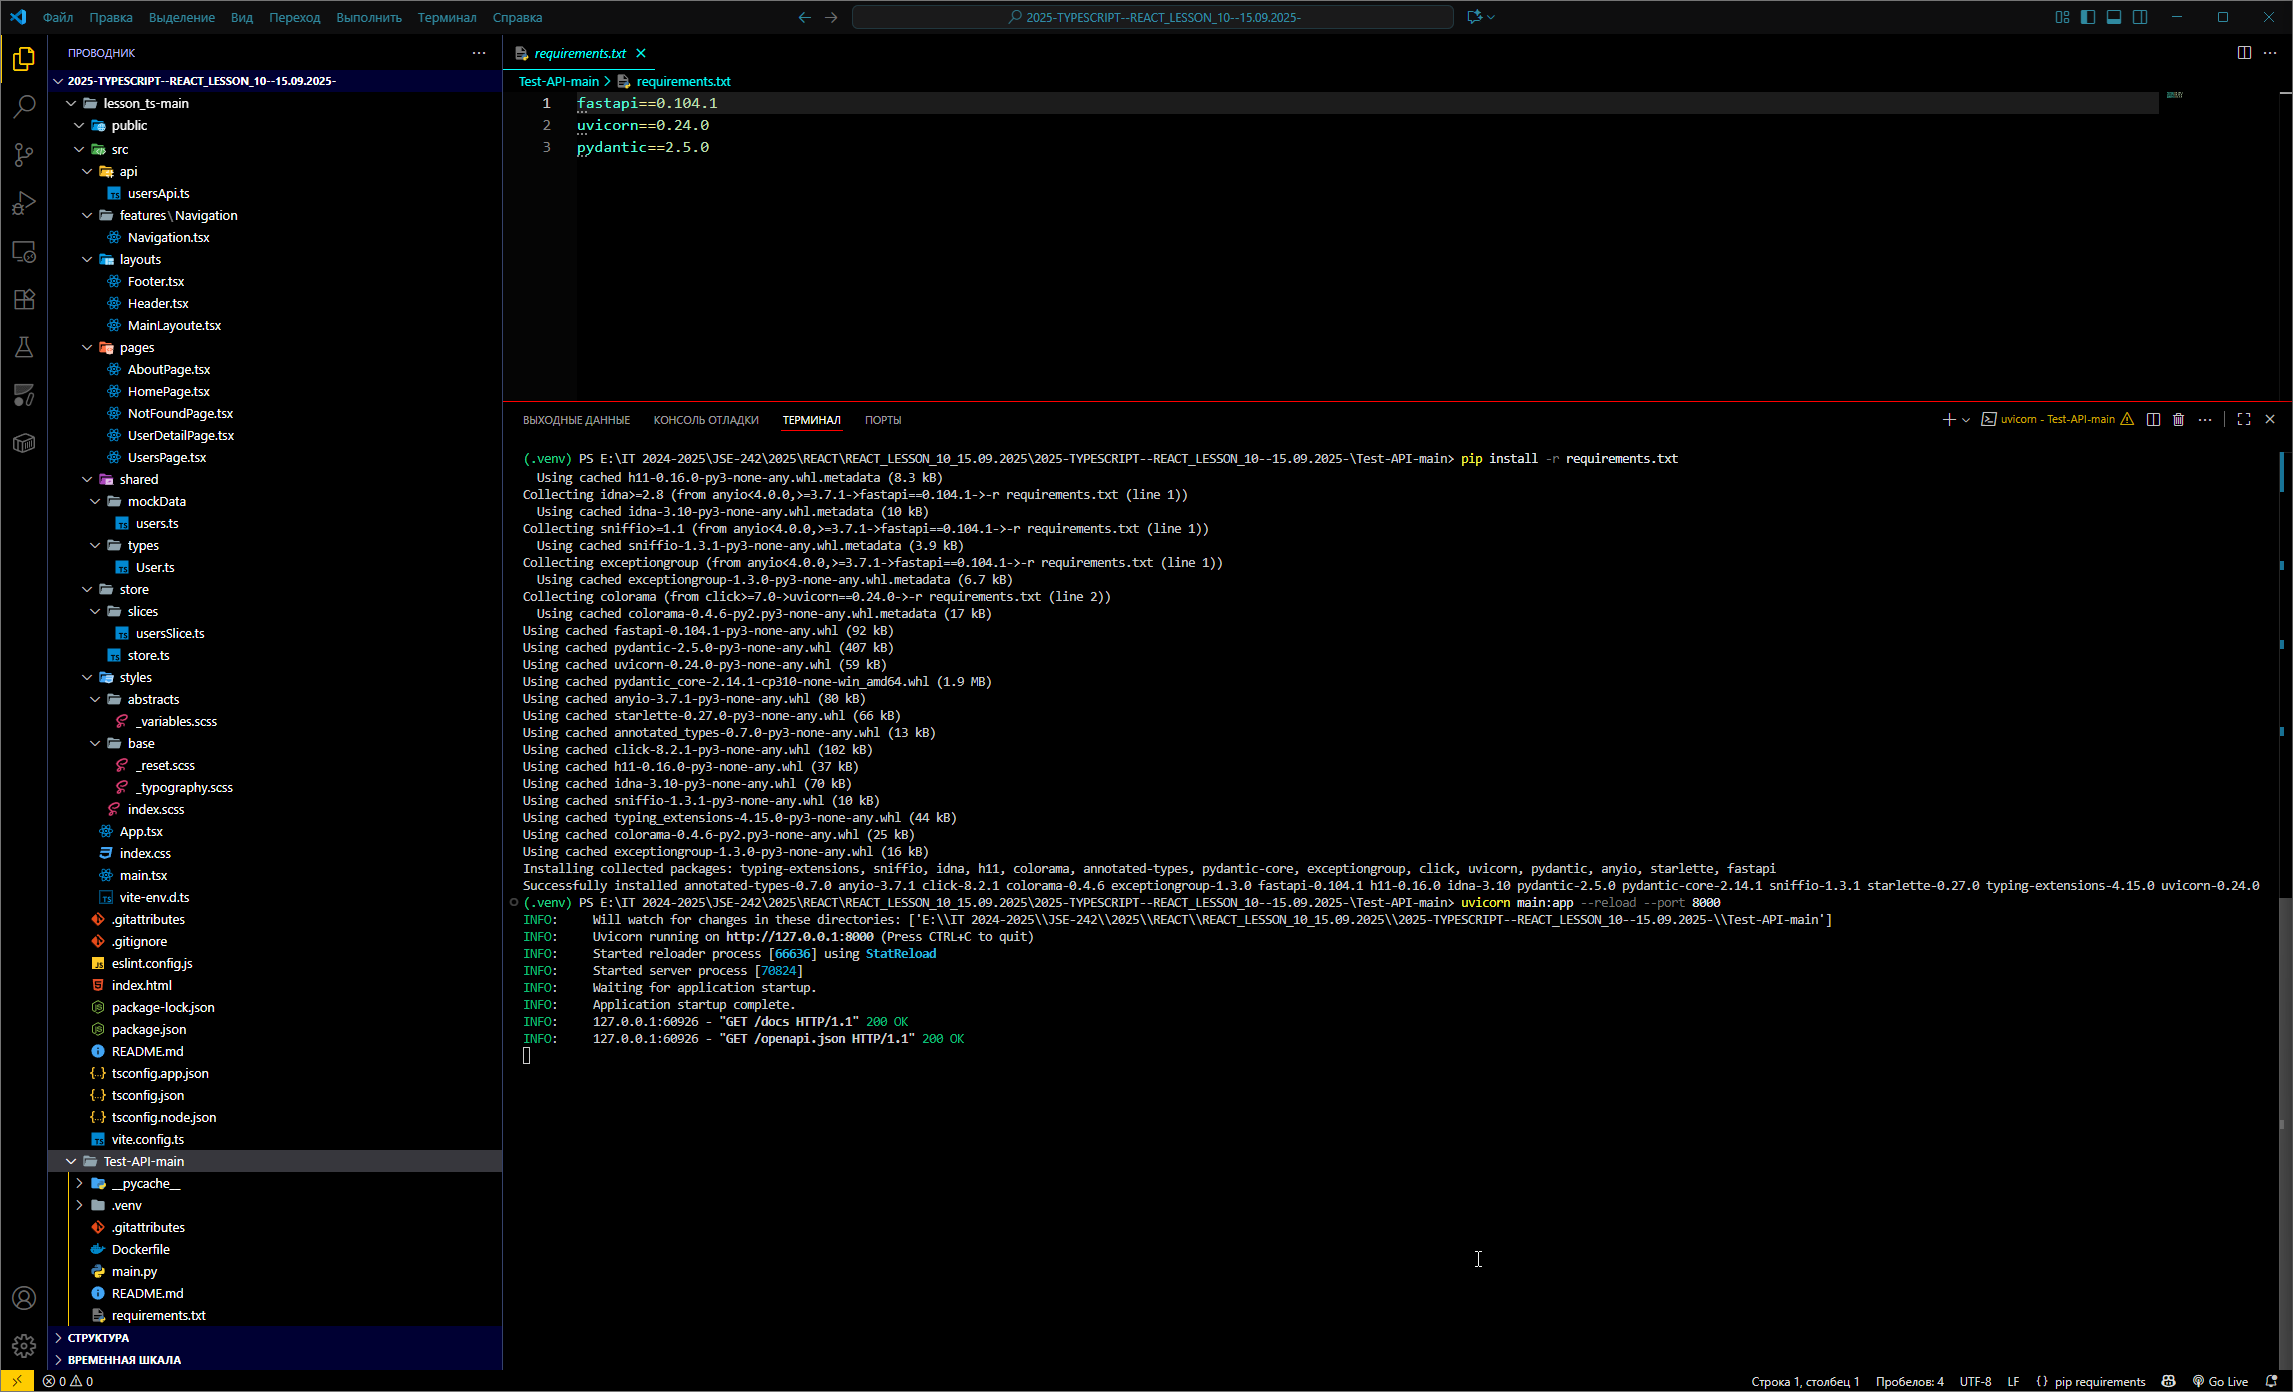 Файл Правка Выделение Вид Переход Выполнить Терминал Справка
2025-TYPESCRIPT--REACT_LESSON_10--15.09.2025-
ПРОВОДНИК
2025-TYPESCRIPT--REACT_LESSON_10--15.09.2025-
lesson_ts-main
public
src
api
usersApi.ts
features\Navigation
Navigation.tsx
layouts
Footer.tsx
Header.tsx
MainLayoute.tsx
pages
AboutPage.tsx
HomePage.tsx
NotFoundPage.tsx
UserDetailPage.tsx
UsersPage.tsx
shared
mockData
users.ts
types
User.ts
store
slices
usersSlice.ts
store.ts
styles
abstracts
_variables.scss
base
_reset.scss
_typography.scss
index.scss
App.tsx
index.css
main.tsx
vite-env.d.ts
.gitattributes
.gitignore
eslint.config.js
index.html
package-lock.json
package.json
README.md
tsconfig.app.json
tsconfig.json
tsconfig.node.json
vite.config.ts
Test-API-main
__pycache__
.venv
.gitattributes
Dockerfile
main.py
README.md
requirements.txt
СТРУКТУРА
ВРЕМЕННАЯ ШКАЛА
requirements.txt
Test-API-main > requirements.txt
1 fastapi==0.104.1
2 uvicorn==0.24.0
3 pydantic==2.5.0
ВЫХОДНЫЕ ДАННЫЕ КОНСОЛЬ ОТЛАДКИ ТЕРМИНАЛ ПОРТЫ
uvicorn - Test-API-main
(.venv) PS E:\IT 2024-2025\JSE-242\2025\REACT\REACT_LESSON_10_15.09.2025\2025-TYPESCRIPT--REACT_LESSON_10--15.09.2025-\Test-API-main> pip install -r requirements.txt
Using cached h11-0.16.0-py3-none-any.whl.metadata (8.3 kB)
Collecting idna>=2.8 (from anyio<4.0.0,>=3.7.1->fastapi==0.104.1->-r requirements.txt (line 1))
Using cached idna-3.10-py3-none-any.whl.metadata (10 kB)
Collecting sniffio>=1.1 (from anyio<4.0.0,>=3.7.1->fastapi==0.104.1->-r requirements.txt (line 1))
Using cached sniffio-1.3.1-py3-none-any.whl.metadata (3.9 kB)
Collecting exceptiongroup (from anyio<4.0.0,>=3.7.1->fastapi==0.104.1->-r requirements.txt (line 1))
Using cached exceptiongroup-1.3.0-py3-none-any.whl.metadata (6.7 kB)
Collecting colorama (from click>=7.0->uvicorn==0.24.0->-r requirements.txt (line 2))
Using cached colorama-0.4.6-py2.py3-none-any.whl.metadata (17 kB)
Using cached fastapi-0.104.1-py3-none-any.whl (92 kB)
Using cached pydantic-2.5.0-py3-none-any.whl (407 kB)
Using cached uvicorn-0.24.0-py3-none-any.whl (59 kB)
Using cached pydantic_core-2.14.1-cp310-none-win_amd64.whl (1.9 MB)
Using cached anyio-3.7.1-py3-none-any.whl (80 kB)
Using cached starlette-0.27.0-py3-none-any.whl (66 kB)
Using cached annotated_types-0.7.0-py3-none-any.whl (13 kB)
Using cached click-8.2.1-py3-none-any.whl (102 kB)
Using cached h11-0.16.0-py3-none-any.whl (37 kB)
Using cached idna-3.10-py3-none-any.whl (70 kB)
Using cached sniffio-1.3.1-py3-none-any.whl (10 kB)
Using cached typing_extensions-4.15.0-py3-none-any.whl (44 kB)
Using cached colorama-0.4.6-py2.py3-none-any.whl (25 kB)
Using cached exceptiongroup-1.3.0-py3-none-any.whl (16 kB)
Installing collected packages: typing-extensions, sniffio, idna, h11, colorama, annotated-types, pydantic-core, exceptiongroup, click, uvicorn, pydantic, anyio, starlette, fastapi
Successfully installed annotated-types-0.7.0 anyio-3.7.1 click-8.2.1 colorama-0.4.6 exceptiongroup-1.3.0 fastapi-0.104.1 h11-0.16.0 idna-3.10 pydantic-2.5.0 pydantic-core-2.14.1 sniffio-1.3.1 starlette-0.27.0 typing-extensions-4.15.0 uvicorn-0.24.0
(.venv) PS E:\IT 2024-2025\JSE-242\2025\REACT\REACT_LESSON_10_15.09.2025\2025-TYPESCRIPT--REACT_LESSON_10--15.09.2025-\Test-API-main> uvicorn main:app --reload --port 8000
INFO: Will watch for changes in these directories: ['E:\\IT 2024-2025\\JSE-242\\2025\\REACT\\REACT_LESSON_10_15.09.2025\\2025-TYPESCRIPT--REACT_LESSON_10--15.09.2025-\\Test-API-main']
INFO: Uvicorn running on http://127.0.0.1:8000 (Press CTRL+C to quit)
INFO: Started reloader process [66636] using StatReload
INFO: Started server process [70824]
INFO: Waiting for application startup.
INFO: Application startup complete.
INFO: 127.0.0.1:60926 - "GET /docs HTTP/1.1" 200 OK
INFO: 127.0.0.1:60926 - "GET /openapi.json HTTP/1.1" 200 OK
0 0
Строка 1, столбец 1 Пробелов: 4 UTF-8 LF {} pip requirements Go Live